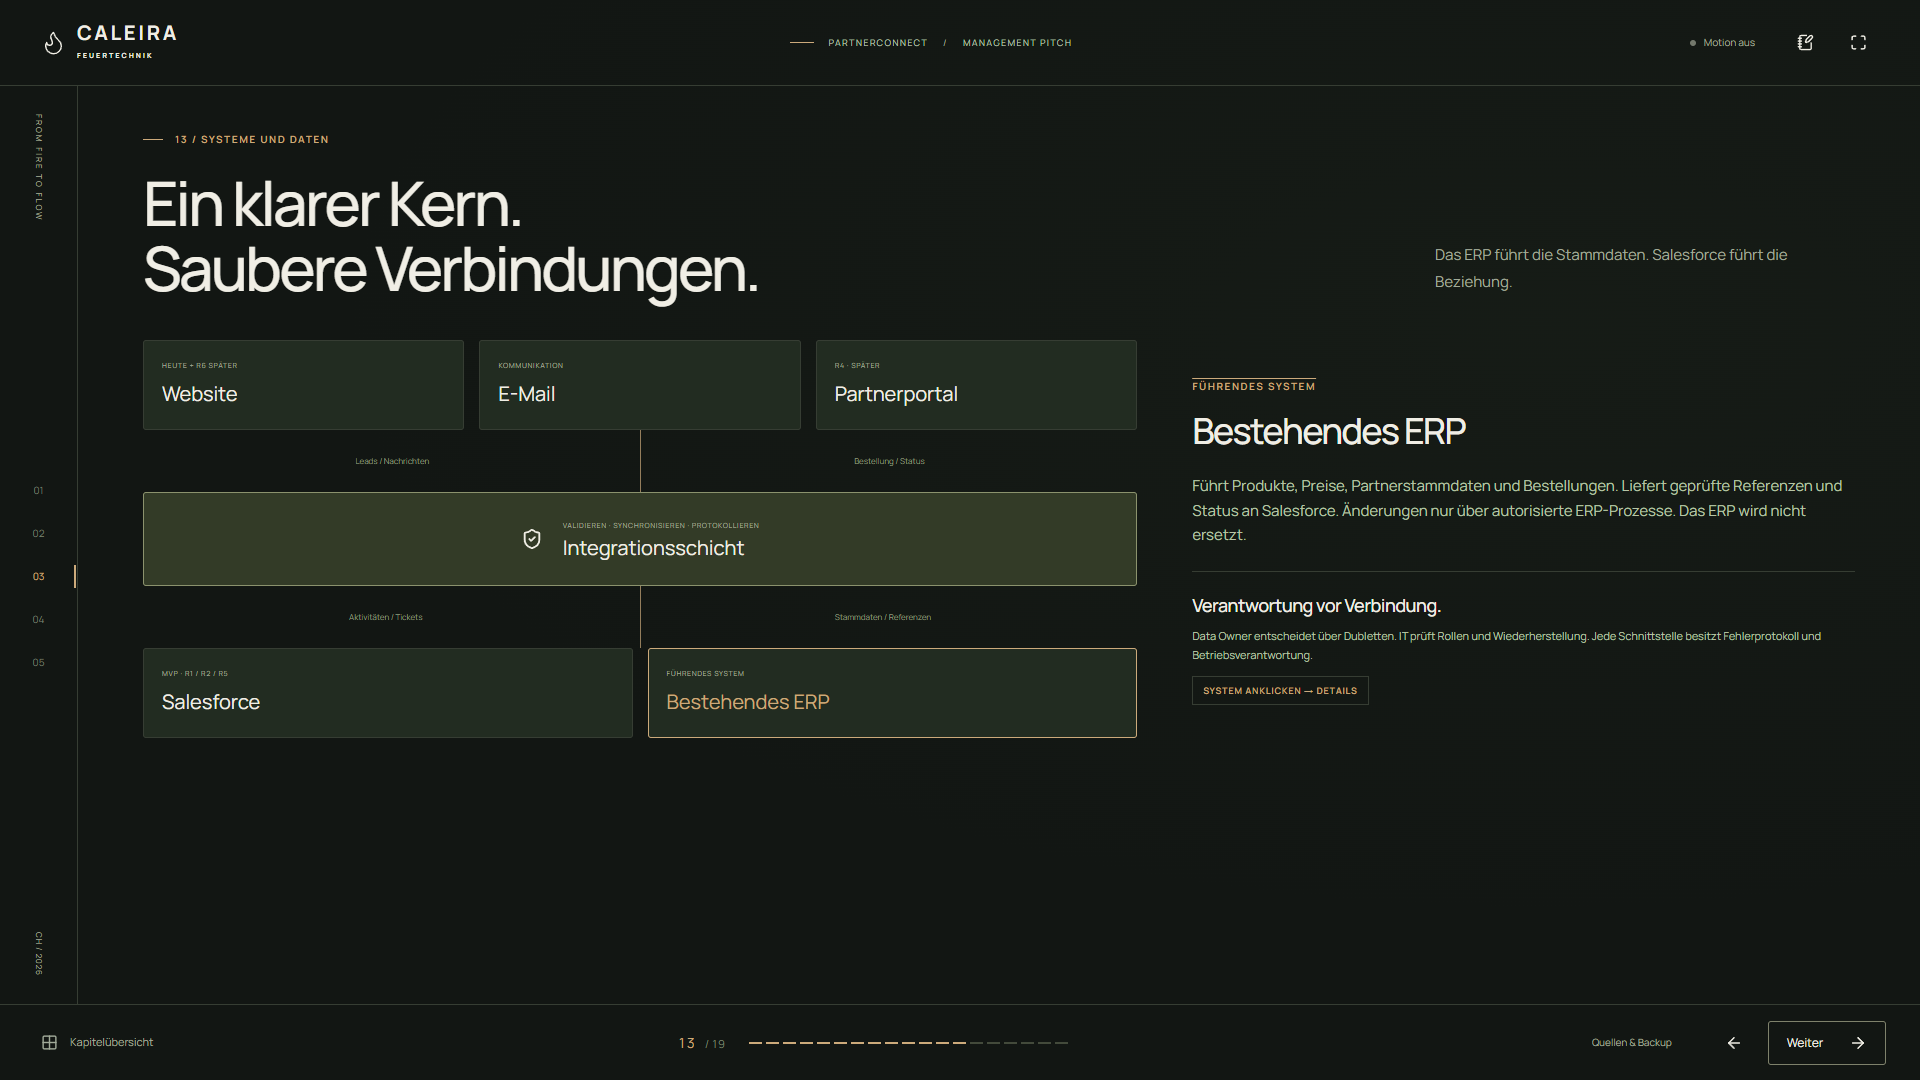 CALEIRA
FEUERTECHNIK
PARTNERCONNECT / MANAGEMENT PITCH
Motion aus
FROM FIRE TO FLOW
13 / SYSTEME UND DATEN
Ein klarer Kern.
Saubere Verbindungen.
Das ERP führt die Stammdaten. Salesforce führt die
Beziehung.
HEUTE + R6 SPÄTER
Website
KOMMUNIKATION
E-Mail
R4 · SPÄTER
Partnerportal
Leads / Nachrichten
Bestellung / Status
VALIDIEREN · SYNCHRONISIEREN · PROTOKOLLIEREN
Integrationsschicht
Aktivitäten / Tickets
Stammdaten / Referenzen
MVP · R1 / R2 / R5
Salesforce
FÜHRENDES SYSTEM
Bestehendes ERP
FÜHRENDES SYSTEM
Bestehendes ERP
Führt Produkte, Preise, Partnerstammdaten und Bestellungen. Liefert geprüfte Referenzen und
Status an Salesforce. Änderungen nur über autorisierte ERP-Prozesse. Das ERP wird nicht
ersetzt.
Verantwortung vor Verbindung.
Data Owner entscheidet über Dubletten. IT prüft Rollen und Wiederherstellung. Jede Schnittstelle besitzt Fehlerprotokoll und
Betriebsverantwortung.
SYSTEM ANKLICKEN → DETAILS
01
02
03
04
05
CH / 2026
Kapitelübersicht
13 / 19
Quellen & Backup
Weiter